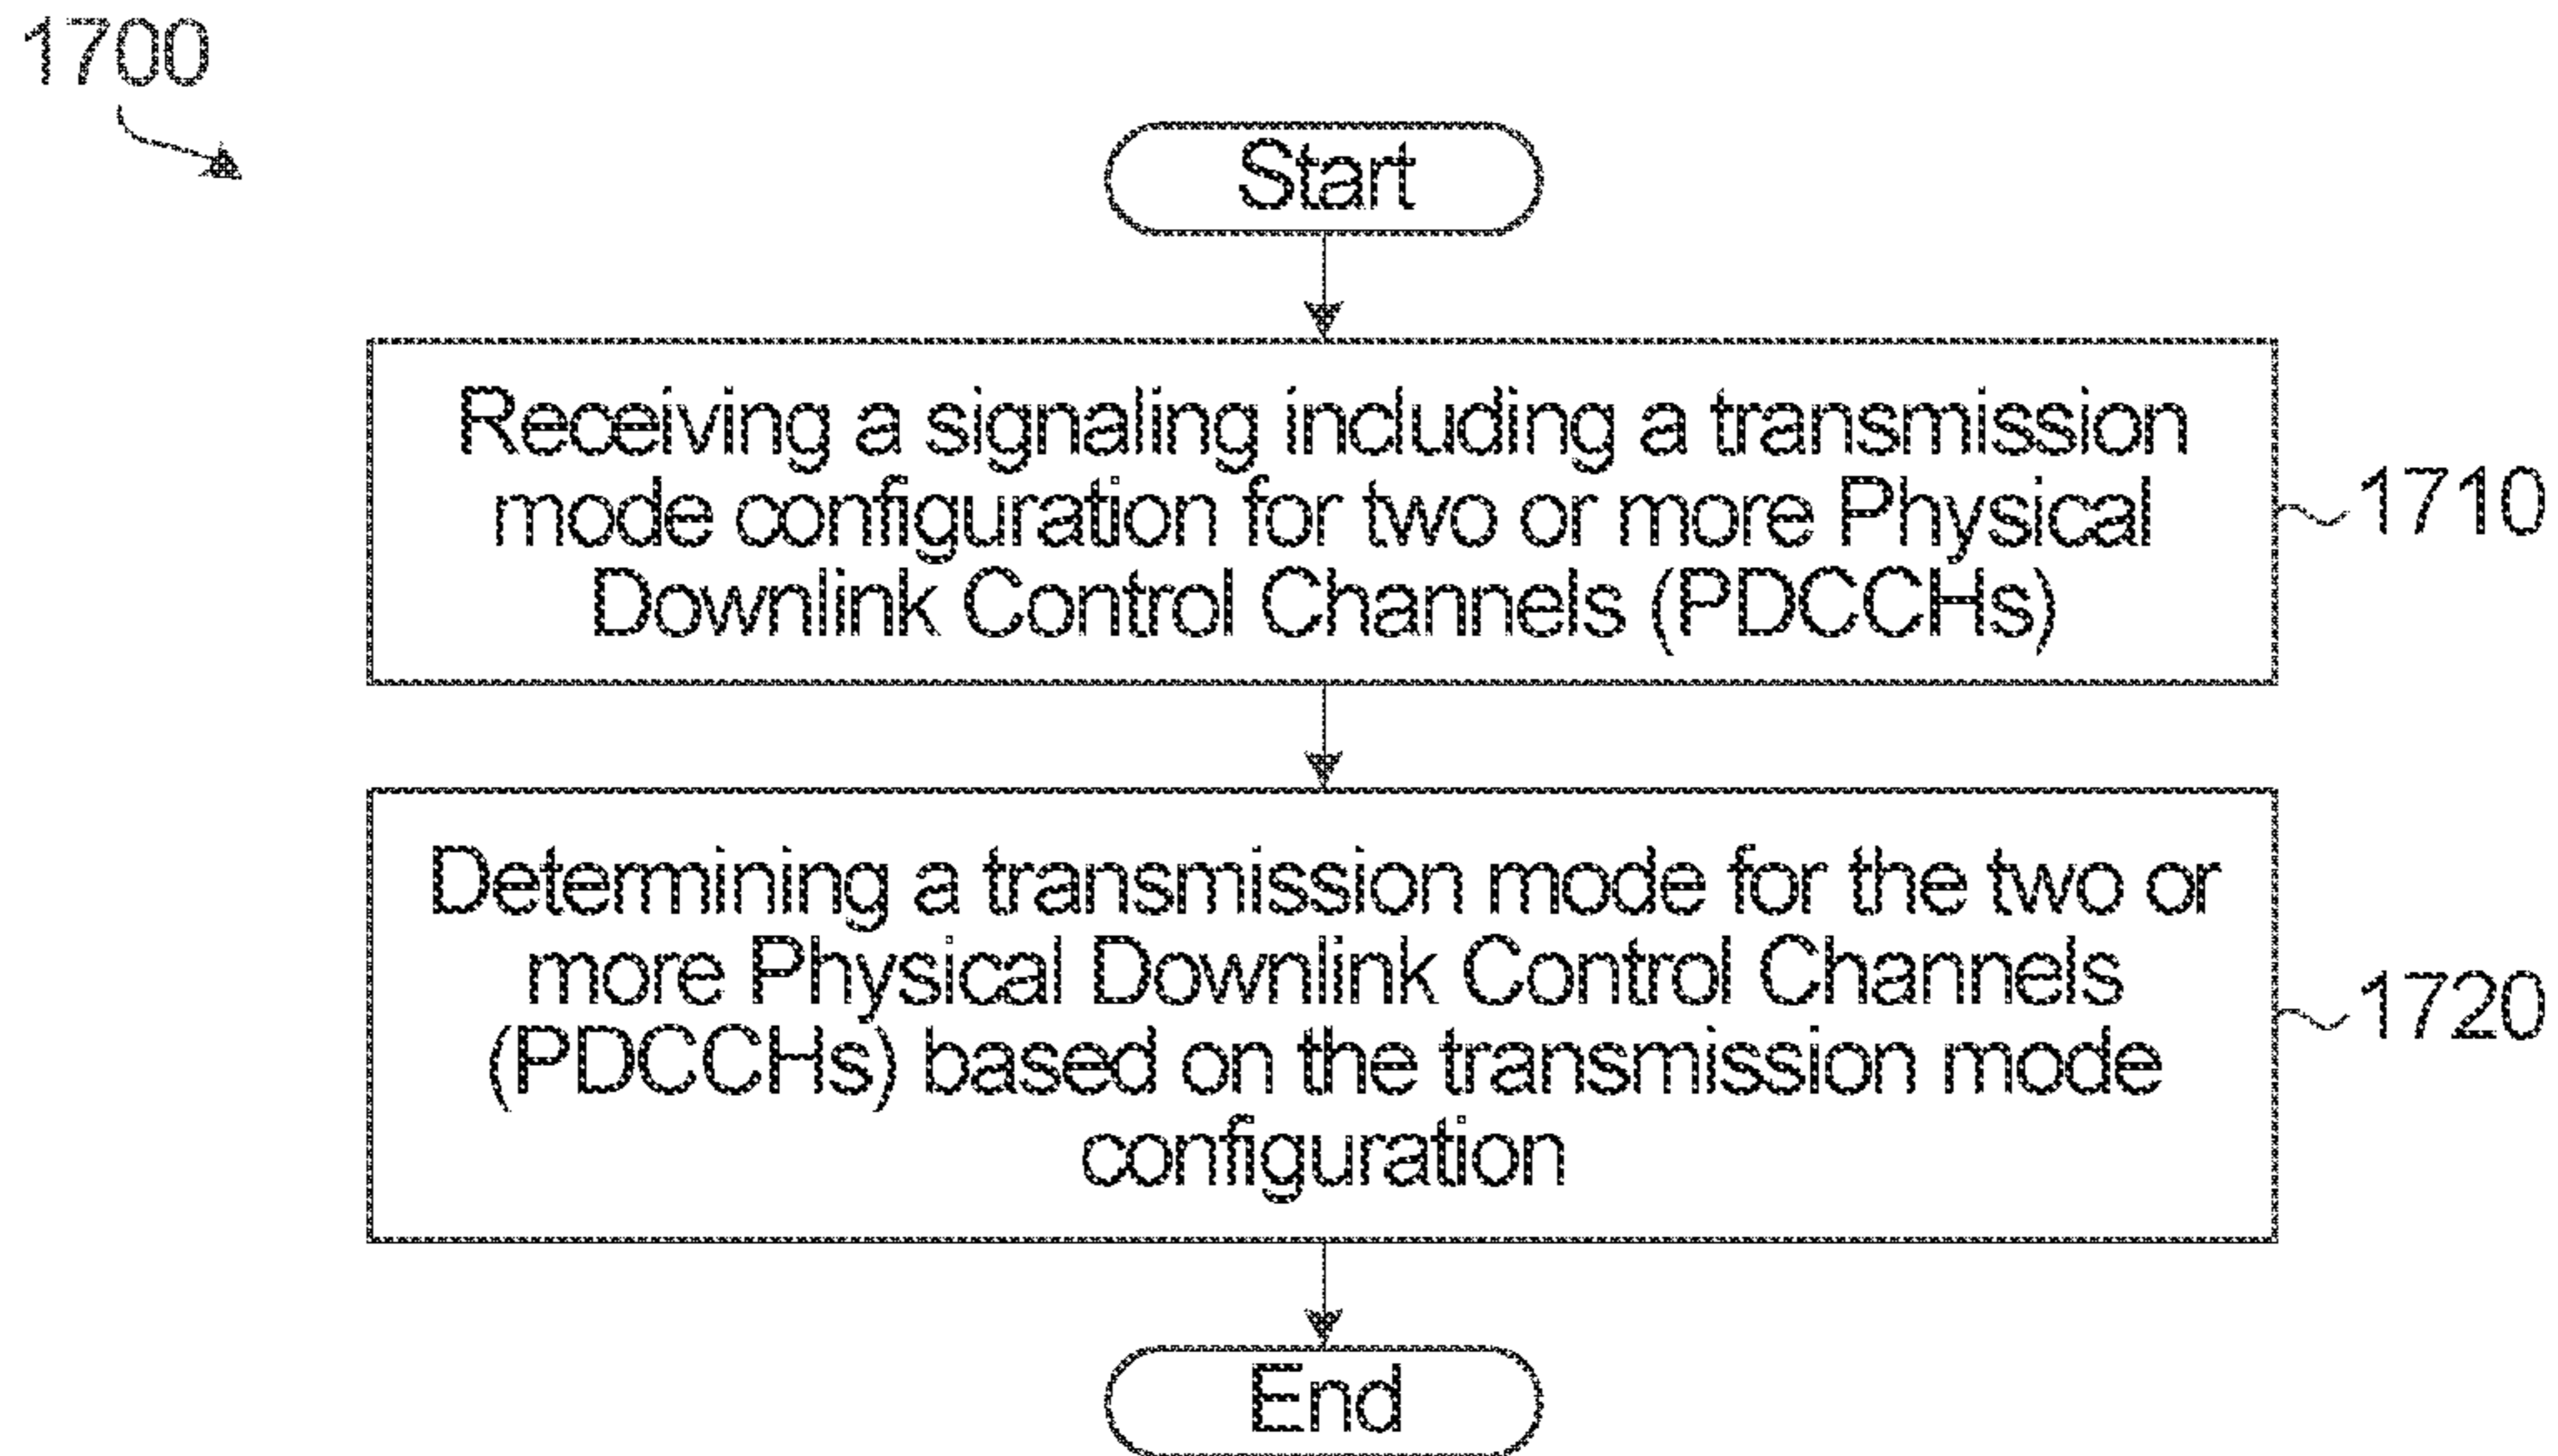 1700
Start
Receiving a signaling including a transmission
mode configuration for two or more Physical
Downlink Control Channels (PDCCHs)
1710
Determining a transmission mode for the two or
more Physical Downlink Control Channels
(PDCCHs) based on the transmission mode
configuration
1720
End